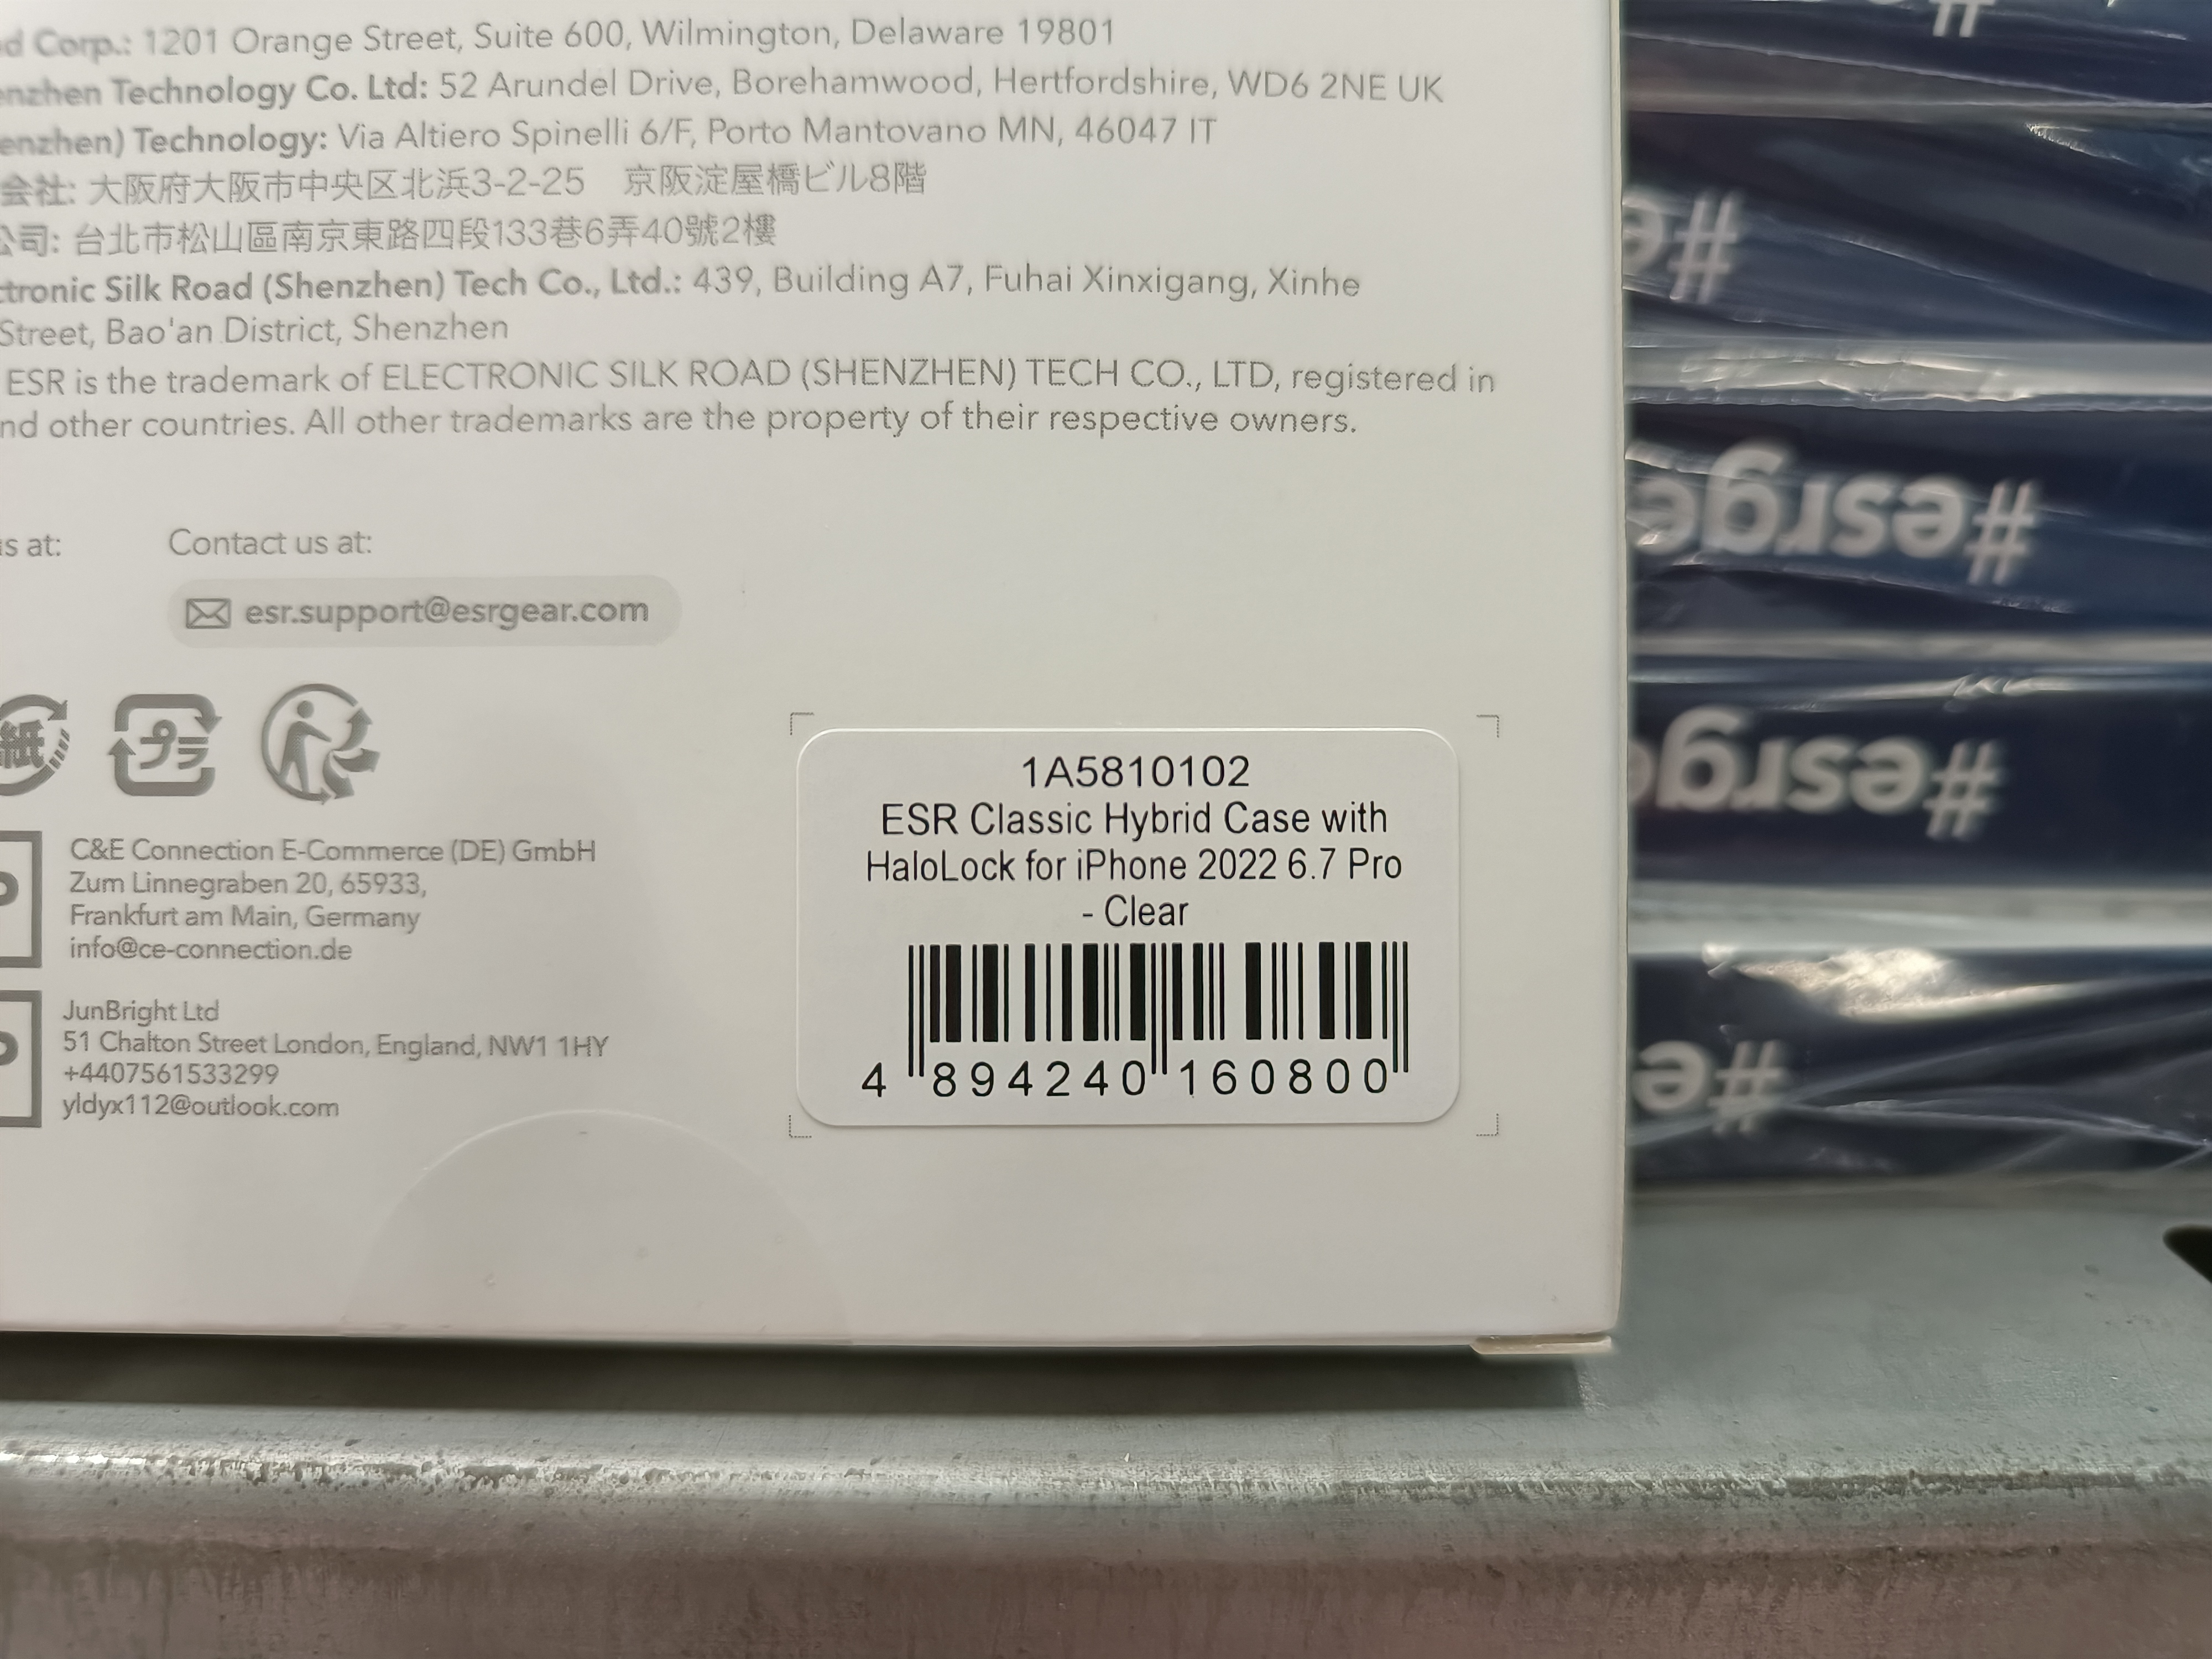 Corp.: 1201 Orange Street, Suite 600, Wilmington, Delaware 19801
Technology Co. Ltd: 52 Arundel Drive, Borehamwood, Hertfordshire, WD6 2NE UK
enzhen) Technology: Via Altiero Spinelli 6/F, Porto Mantovano MN, 46047 IT
会社: 大阪府大阪市中央区北浜3-2-25 京阪淀屋橋ビル8階
公司: 台北市松山區南京東路四段133巷6弄40號2樓
ctronic Silk Road (Shenzhen) Tech Co., Ltd.: 439, Building A7, Fuhai Xinxigang, Xinhe
Street, Bao'an District, Shenzhen
ESR is the trademark of ELECTRONIC SILK ROAD (SHENZHEN) TECH CO., LTD, registered in
nd other countries. All other trademarks are the property of their respective owners.
s at:
Contact us at:
esr.support@esrgear.com
紙
プラ
C&E Connection E-Commerce (DE) GmbH
Zum Linnegraben 20, 65933,
Frankfurt am Main, Germany
info@ce-connection.de
JunBright Ltd
51 Chalton Street London, England, NW1 1HY
+4407561533299
yldyx112@outlook.com
1A5810102
ESR Classic Hybrid Case with
HaloLock for iPhone 2022 6.7 Pro
- Clear
4 894240 160800
#e
#esrge
#esrg
#e